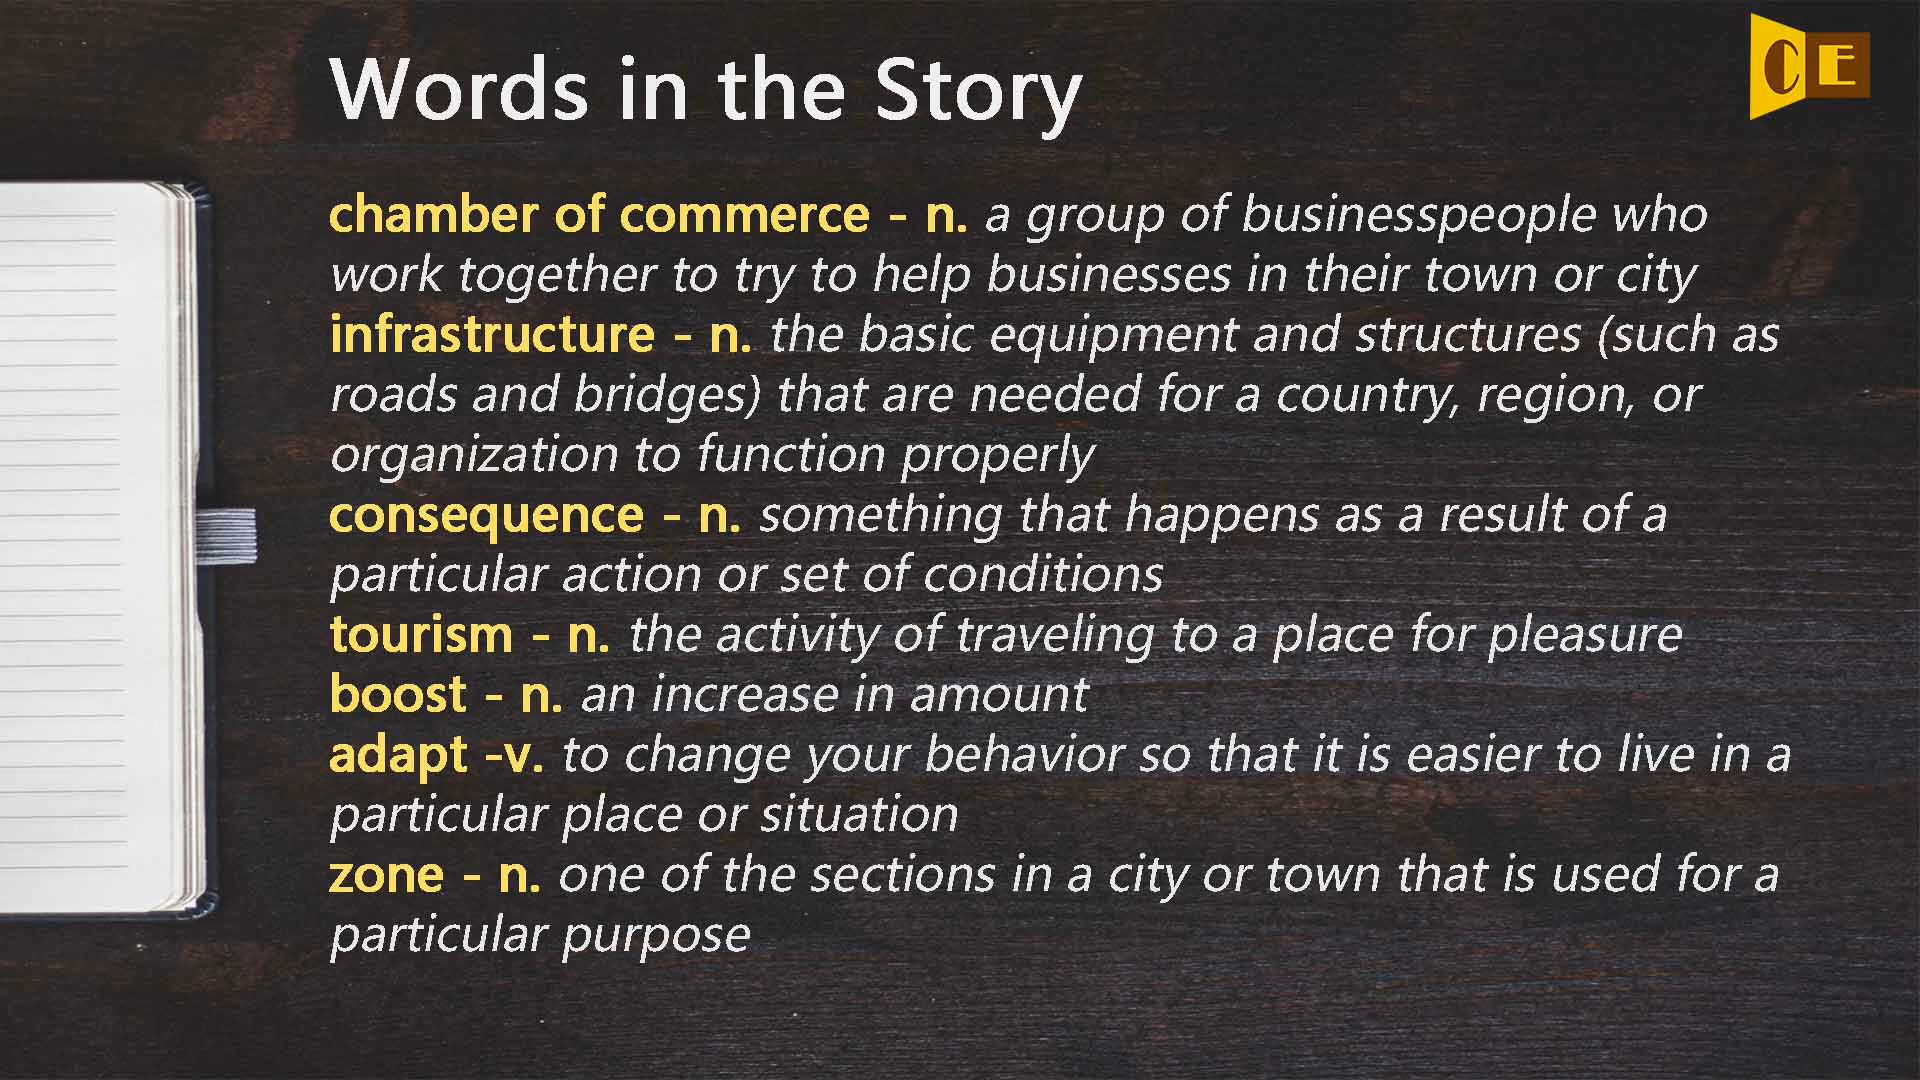 Words in the Story
CE
chamber of commerce - n. a group of businesspeople who
work together to try to help businesses in their town or city
infrastructure - n. the basic equipment and structures (such as
roads and bridges) that are needed for a country, region, or
organization to function properly
consequence - n. something that happens as a result of a
particular action or set of conditions
tourism - n. the activity of traveling to a place for pleasure
boost - n. an increase in amount
adapt -v. to change your behavior so that it is easier to live in a
particular place or situation
zone - n. one of the sections in a city or town that is used for a
particular purpose